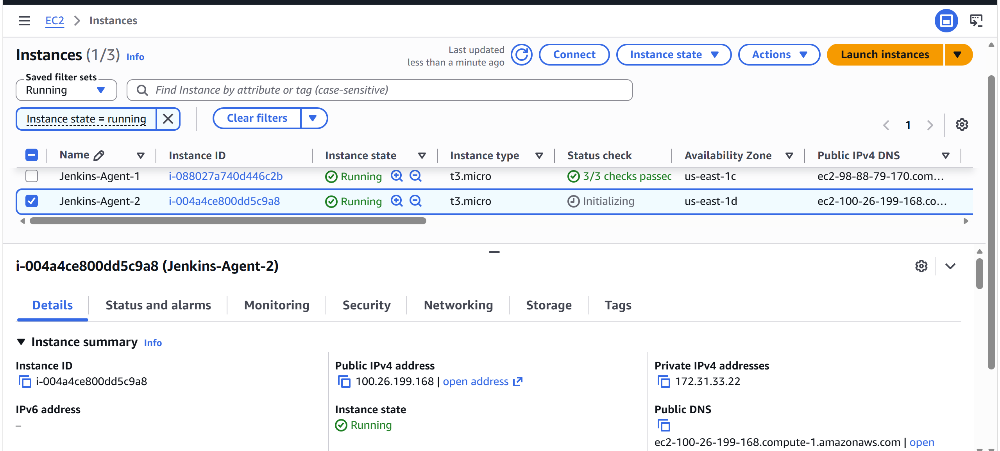 EC2 > Instances
Instances (1/3) Info
Last updated
less than a minute ago
Connect
Instance state
Actions
Launch instances
Saved filter sets
Running
Find Instance by attribute or tag (case-sensitive)
Instance state = running
Clear filters
1
Name Instance ID Instance state Instance type Status check Availability Zone Public IPv4 DNS
Jenkins-Agent-1 i-088027a740d446c2b Running t3.micro 3/3 checks passec us-east-1c ec2-98-88-79-170.com...
Jenkins-Agent-2 i-004a4ce800dd5c9a8 Running t3.micro Initializing us-east-1d ec2-100-26-199-168.co...
i-004a4ce800dd5c9a8 (Jenkins-Agent-2)
Details Status and alarms Monitoring Security Networking Storage Tags
Instance summary Info
Instance ID
i-004a4ce800dd5c9a8
Public IPv4 address
100.26.199.168 | open address
Private IPv4 addresses
172.31.33.22
IPv6 address
–
Instance state
Running
Public DNS
ec2-100-26-199-168.compute-1.amazonaws.com | open